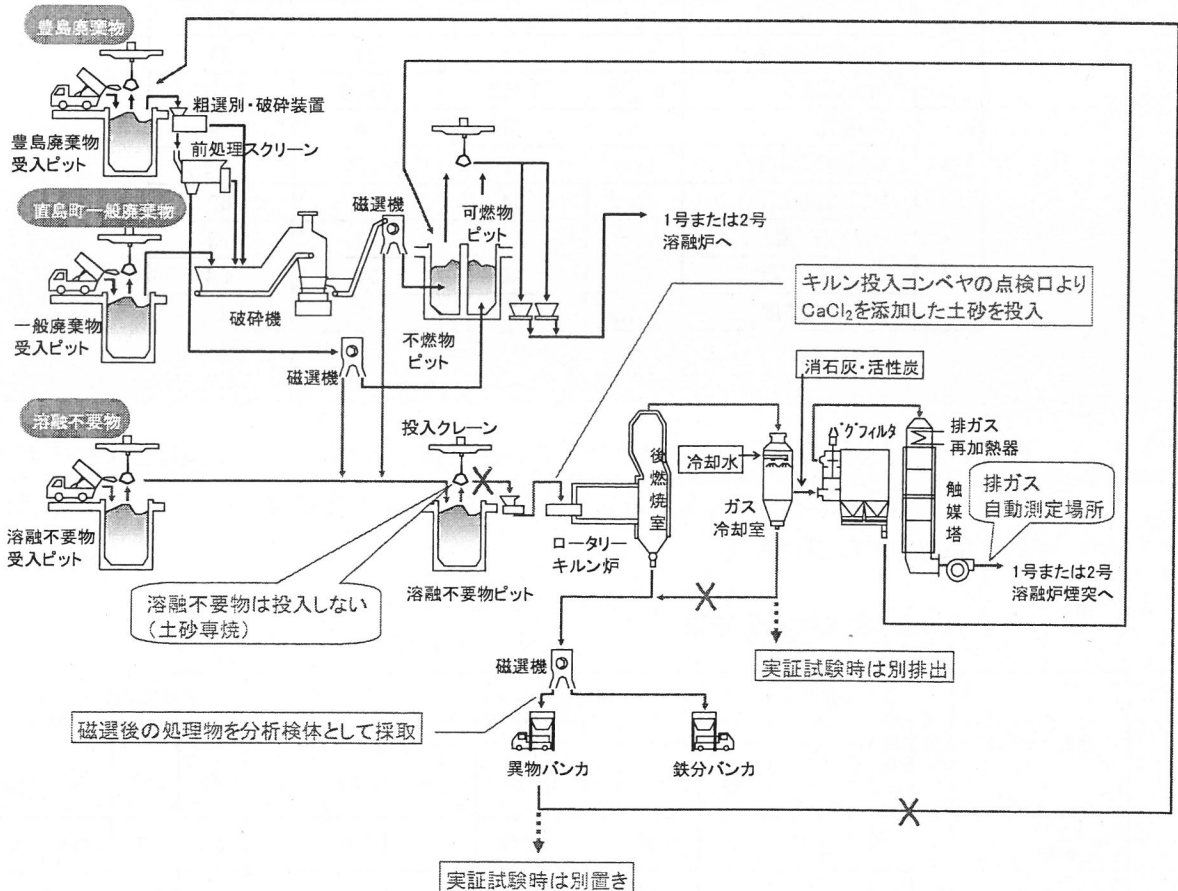 豊島廃棄物
粗選別・破砕装置
豊島廃棄物
受入ピット
前処理スクリーン
直島町一般廃棄物
磁選機
可燃物
ピット
1号または2号
溶融炉へ
キルン投入コンベヤの点検口より
CaCl₂を添加した土砂を投入
破砕機
一般廃棄物
受入ピット
不燃物
ピット
磁選機
消石灰・活性炭
溶融不要物
投入クレーン
バグフィルタ
排ガス
再加熱器
後燃焼室
冷却水
排ガス
自動測定場所
触媒塔
溶融不要物
受入ピット
ロータリー
キルン炉
ガス
冷却室
溶融不要物ピット
1号または2号
溶融炉煙突へ
溶融不要物は投入しない
(土砂専焼)
磁選機
実証試験時は別排出
磁選後の処理物を分析検体として採取
異物バンカ
鉄分バンカ
実証試験時は別置き